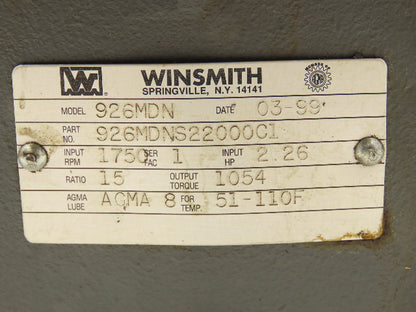 WINSMITH
SPRINGVILLE, N.Y. 14141
MODEL 926MDN DATE 03-99
PART NO. 926MDNS22000C1
INPUT RPM 1750 SER FAC 1 INPUT HP 2.26
RATIO 15 OUTPUT TORQUE 1054
AGMA LUBE AGMA 8 FOR TEMP. 51-110F